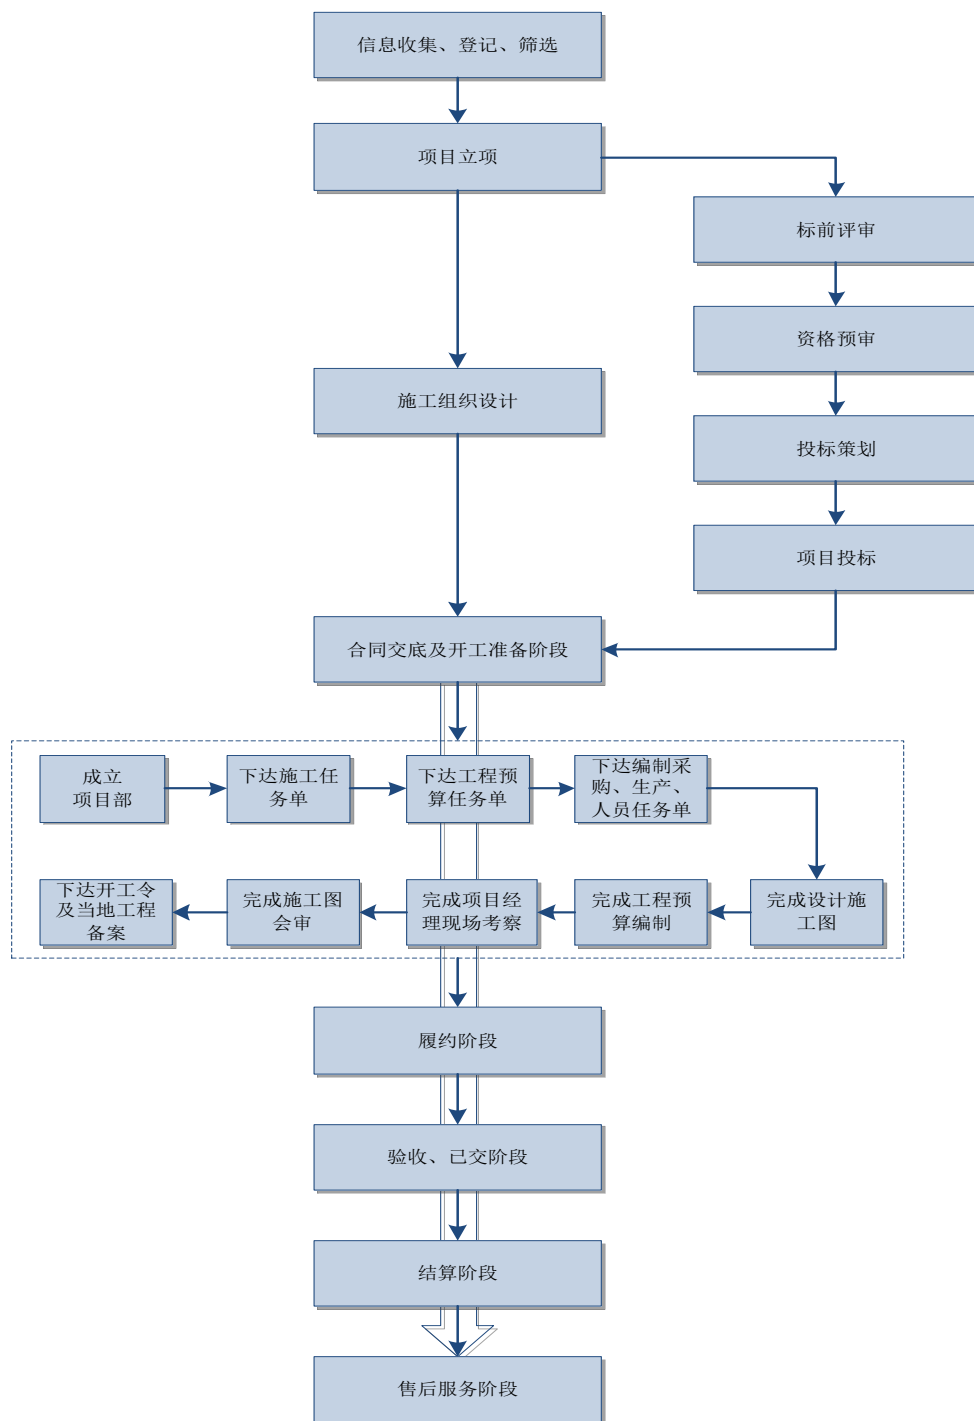 信息收集、登记、筛选
项目立项
标前评审
资格预审
施工组织设计
投标策划
项目投标
合同交底及开工准备阶段
成立
项目部
下达施工任
务单
下达工程预
算任务单
下达编制采
购、生产、
人员任务单
下达开工令
及当地工程
备案
完成施工图
会审
完成项目经
理现场考察
完成工程预
算编制
完成设计施
工图
履约阶段
验收、已交阶段
结算阶段
售后服务阶段